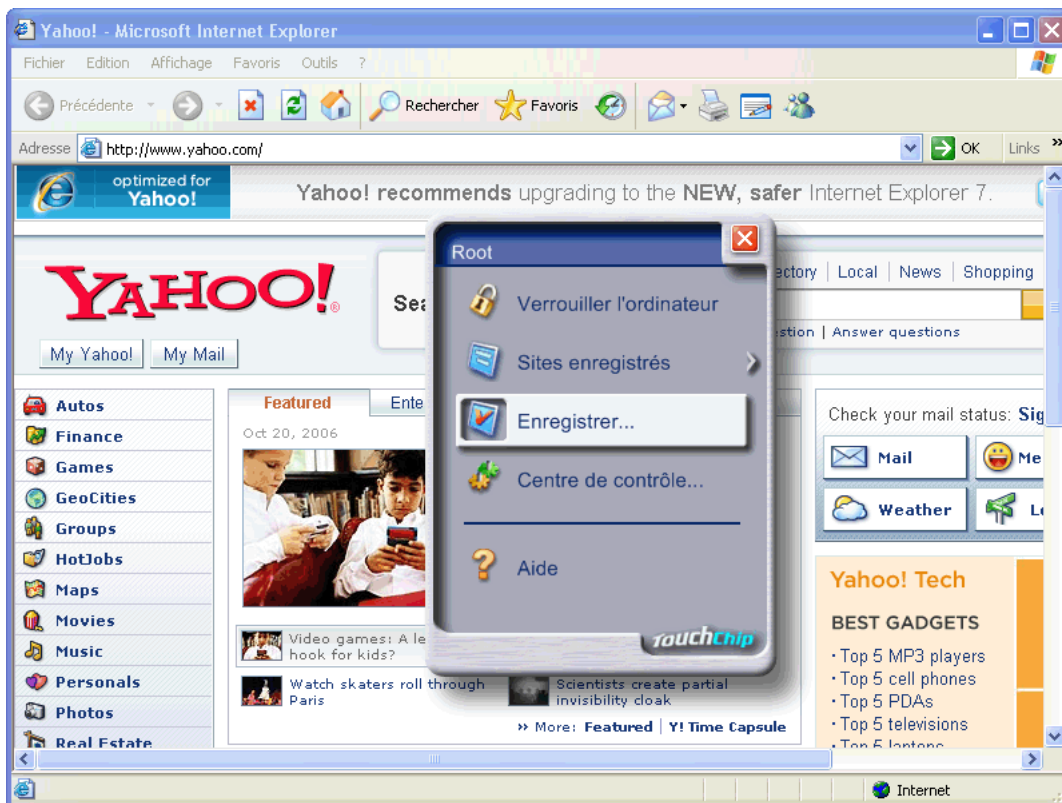 Yahoo! - Microsoft Internet Explorer
Fichier Edition Affichage Favoris Outils ?
Précédente Rechercher Favoris
Adresse http://www.yahoo.com/ OK Links »
optimized for
Yahoo!
Yahoo! recommends upgrading to the NEW, safer Internet Explorer 7.
YAHOO!®
My Yahoo! My Mail
Local | News | Shopping
| Answer questions
Root
Verrouiller l'ordinateur
Sites enregistrés
Enregistrer...
Centre de contrôle...
Aide
TouchChip
Autos
Finance
Games
GeoCities
Groups
HotJobs
Maps
Movies
Music
Personals
Photos
Real Estate
Featured
Oct 20, 2006
Video games: A
hook for kids?
Watch skaters roll through
Paris
Scientists create partial
invisibility cloak
» More: Featured | Y! Time Capsule
Check your mail status:
Mail
Weather
Yahoo! Tech
BEST GADGETS
· Top 5 MP3 players
· Top 5 cell phones
· Top 5 PDAs
· Top 5 televisions
· Top 5 laptops
Internet